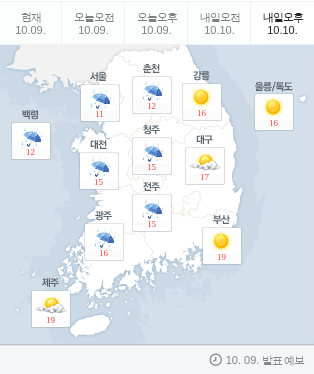 현재 오늘오전 오늘오후 내일오전 내일오후
10.09. 10.09. 10.09. 10.10. 10.10.
서울 춘천 강릉 울릉/독도
11 12 16 16
백령
12
대전 청주 대구
15 15 17
전주
15
광주 부산
16 19
제주
19
10. 09. 발표 예보